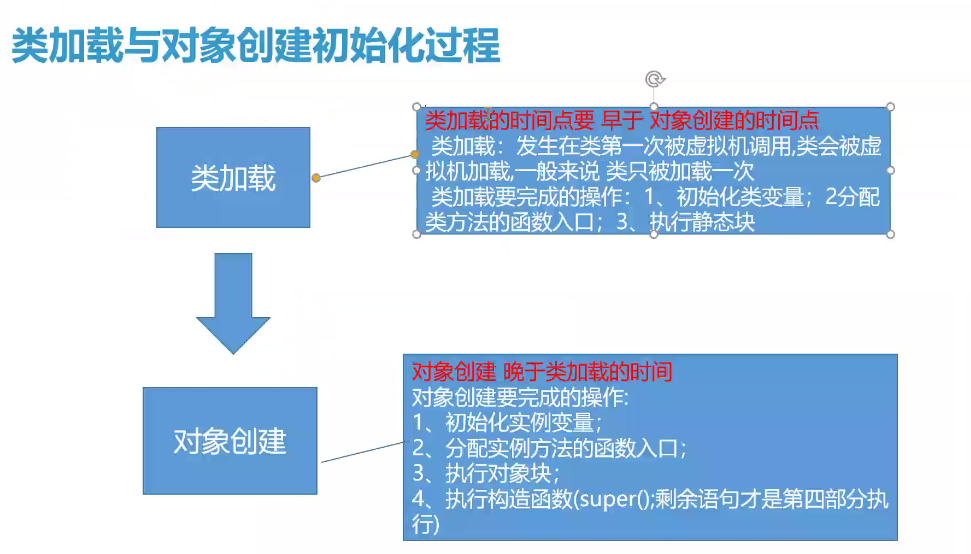 类加载与对象创建初始化过程
类加载
类加载的时间点要 早于 对象创建的时间点
类加载：发生在类第一次被虚拟机调用,类会被虚
拟机加载,一般来说 类只被加载一次
类加载要完成的操作：1、初始化类变量；2分配
类方法的函数入口；3、执行静态块
对象创建
对象创建 晚于类加载的时间
对象创建要完成的操作:
1、初始化实例变量；
2、分配实例方法的函数入口；
3、执行对象块；
4、执行构造函数(super();剩余语句才是第四部分执
行)